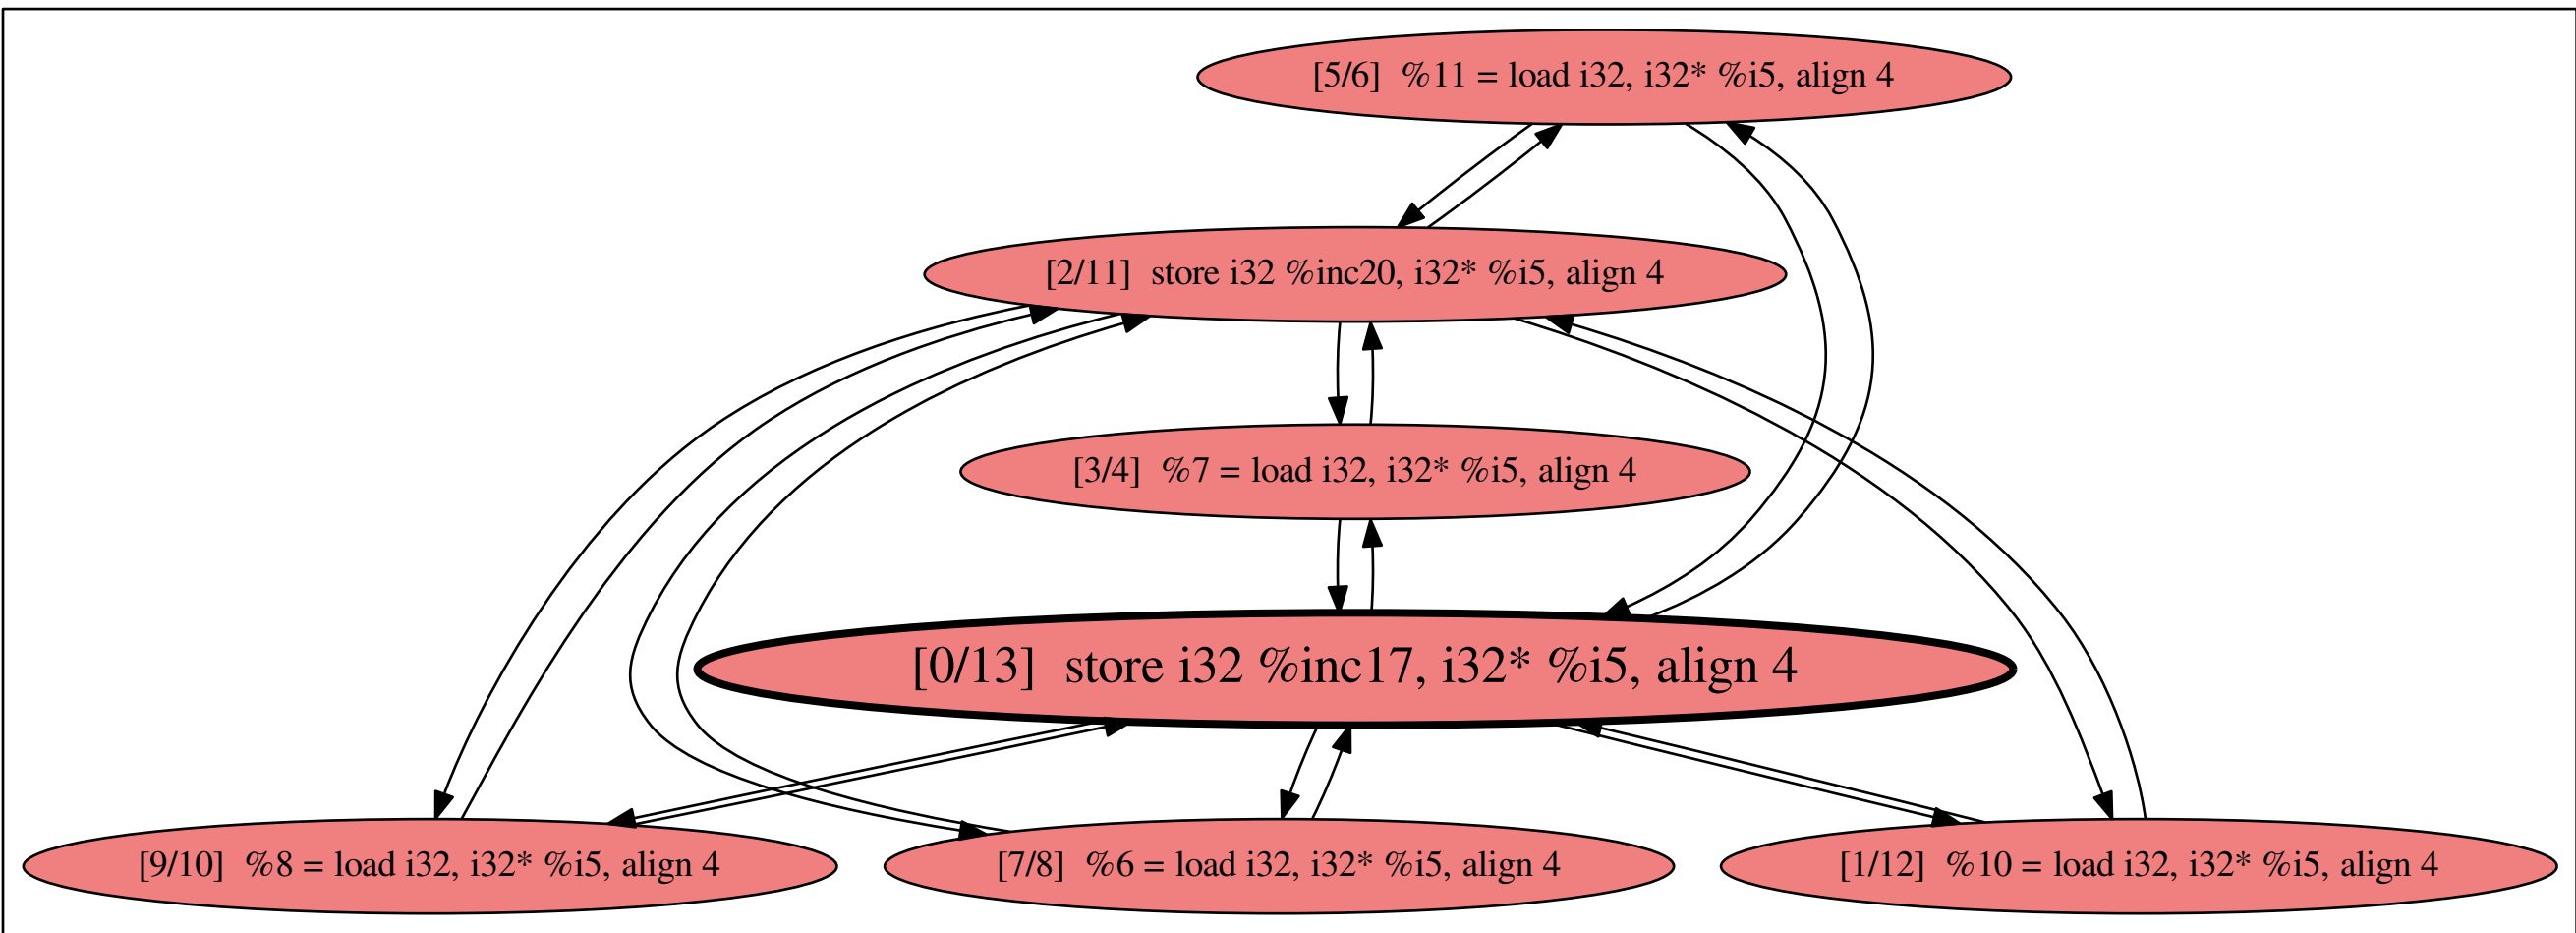 [5/6]  %11 = load i32, i32* %i5, align 4
[2/11]  store i32 %inc20, i32* %i5, align 4
[3/4]  %7 = load i32, i32* %i5, align 4
[0/13]  store i32 %inc17, i32* %i5, align 4
[9/10]  %8 = load i32, i32* %i5, align 4
[7/8]  %6 = load i32, i32* %i5, align 4
[1/12]  %10 = load i32, i32* %i5, align 4